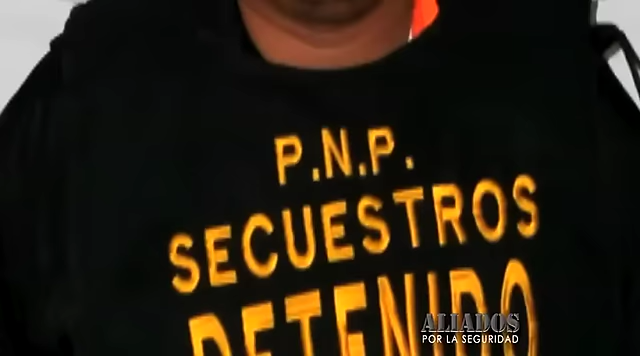 P.N.P.
SECUESTROS
DETENIDO
ALIADOS
POR LA SEGURIDAD